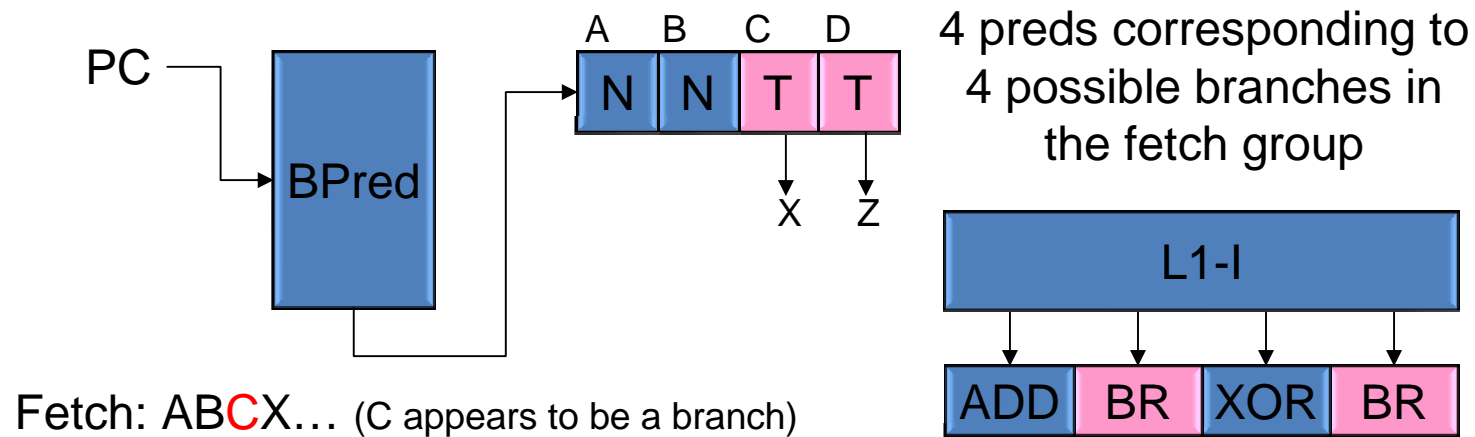 PC
BPred
A B C D
N N T T
X Z
4 preds corresponding to
4 possible branches in
the fetch group
L1-I
ADD BR XOR BR
Fetch: ABCX… (C appears to be a branch)